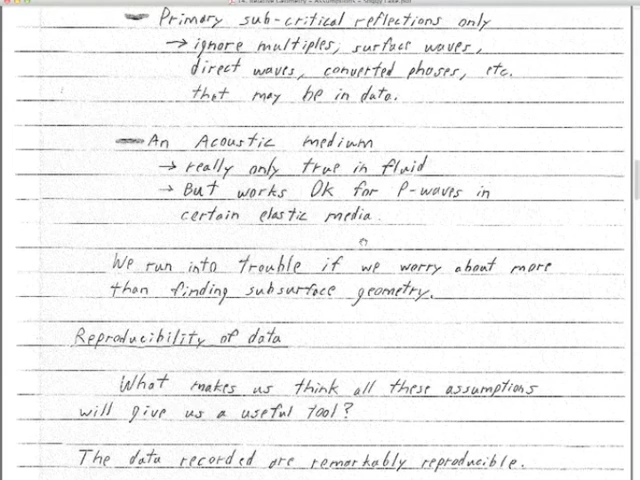 - Primary sub-critical reflections only
→ ignore multiples, surface waves,
direct waves, converted phases, etc.
that may be in data.
- An Acoustic medium
→ really only true in fluid
→ But works OK for P-waves in
certain elastic media.
We run into trouble if we worry about more
than finding subsurface geometry.
Reproducibility of data
What makes us think all these assumptions
will give us a useful tool?
The data recorded are remarkably reproducible.